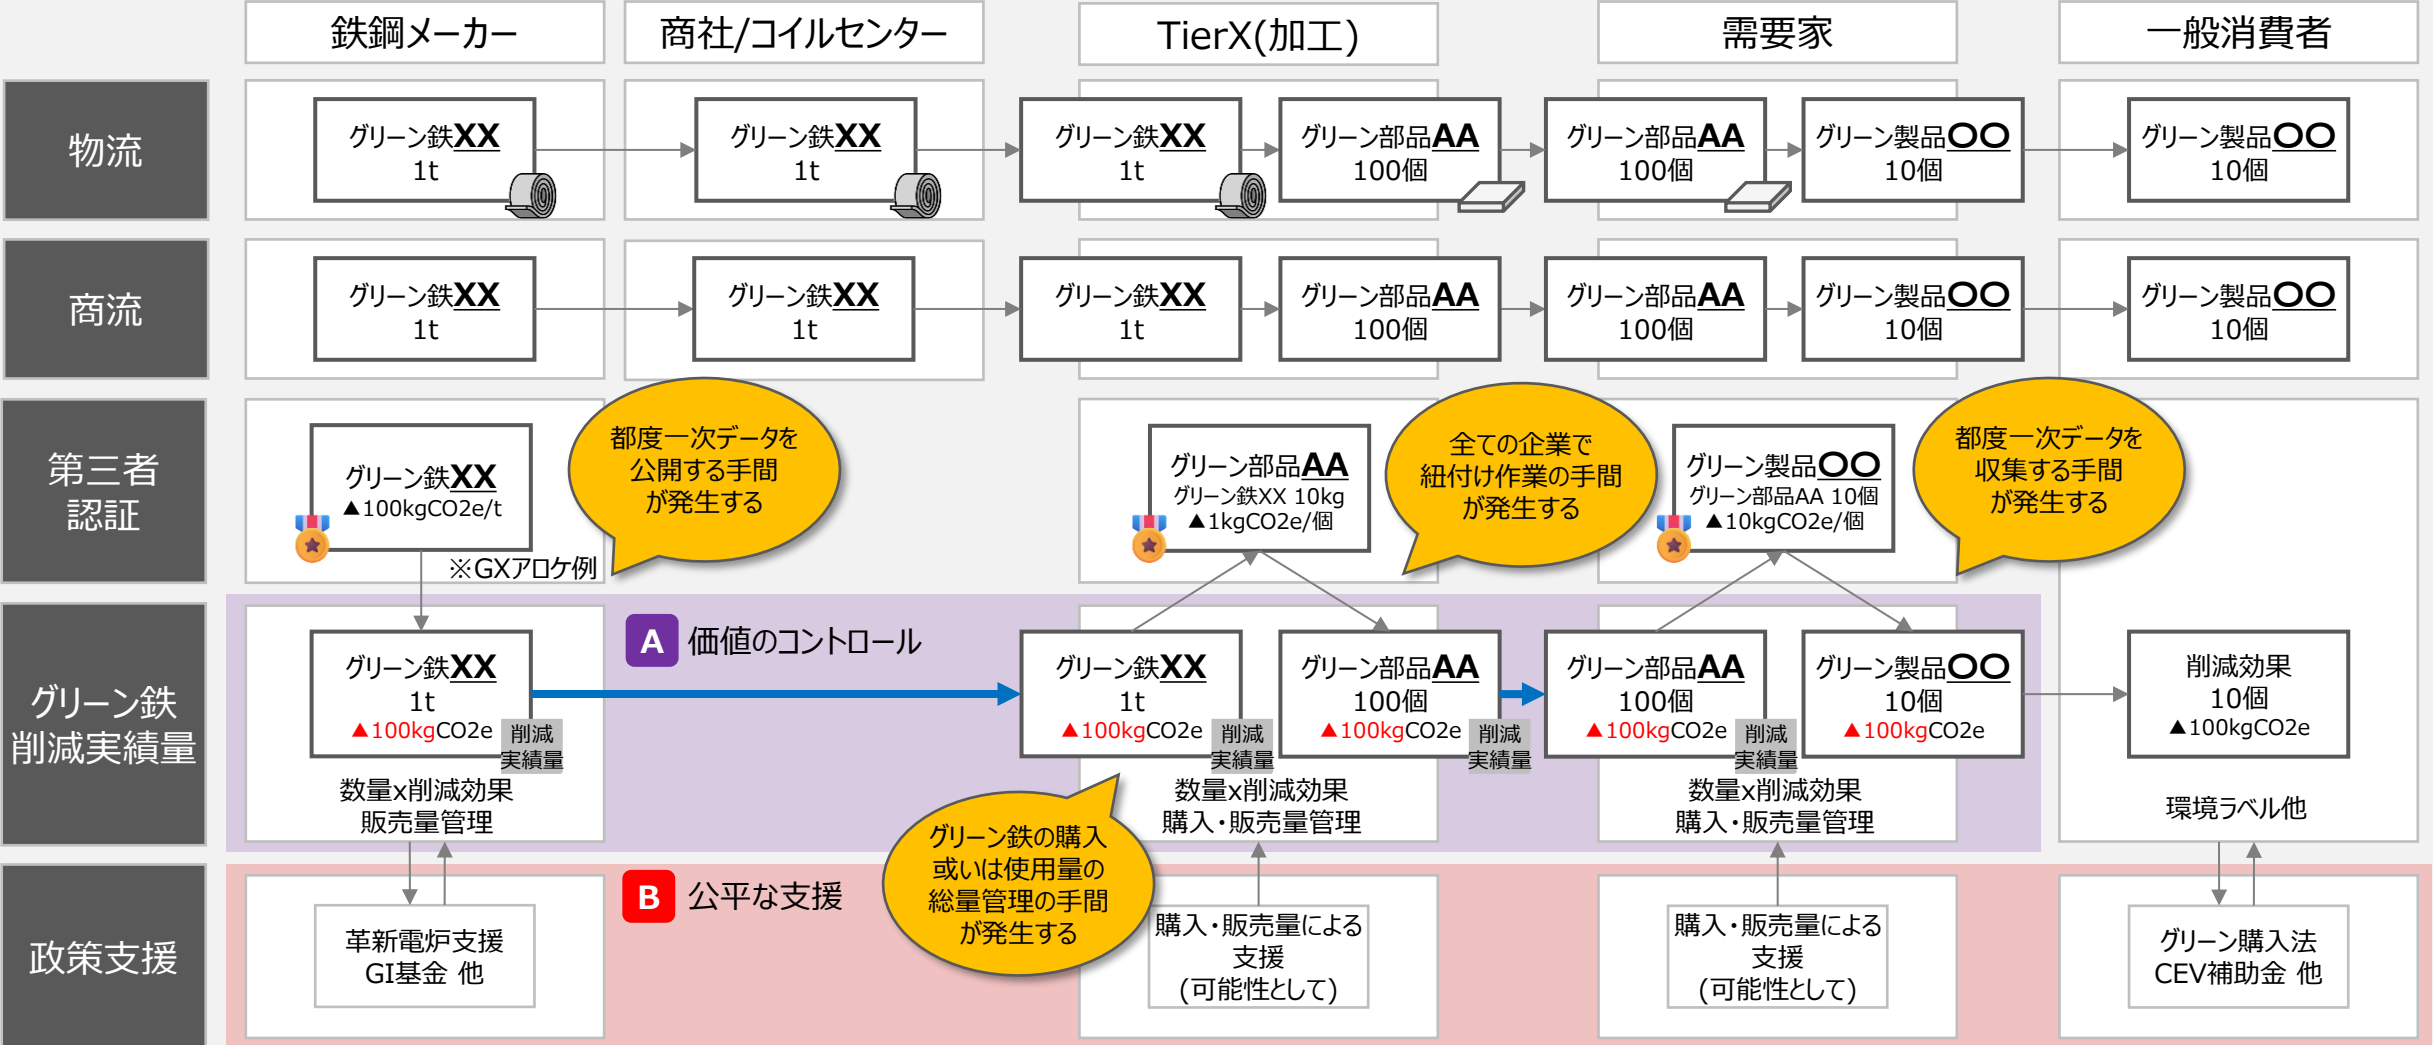 鉄鋼メーカー
商社/コイルセンター
TierX(加工)
需要家
一般消費者
物流
グリーン鉄XX
1t
グリーン鉄XX
1t
グリーン鉄XX
1t
グリーン部品AA
100個
グリーン部品AA
100個
グリーン製品〇〇
10個
グリーン製品〇〇
10個
商流
グリーン鉄XX
1t
グリーン鉄XX
1t
グリーン鉄XX
1t
グリーン部品AA
100個
グリーン部品AA
100個
グリーン製品〇〇
10個
グリーン製品〇〇
10個
第三者
認証
グリーン鉄XX
▲100kgCO2e/t
※GXアロケ例
都度一次データを
公開する手間
が発生する
グリーン部品AA
グリーン鉄XX 10kg
▲1kgCO2e/個
全ての企業で
紐付け作業の手間
が発生する
グリーン製品〇〇
グリーン部品AA 10個
▲10kgCO2e/個
都度一次データを
収集する手間
が発生する
グリーン鉄
削減実績量
A 価値のコントロール
グリーン鉄XX
1t
▲100kgCO2e
削減
実績量
数量x削減効果
販売量管理
グリーン鉄XX
1t
▲100kgCO2e
削減
実績量
グリーン部品AA
100個
▲100kgCO2e
削減
実績量
数量x削減効果
購入・販売量管理
グリーン部品AA
100個
▲100kgCO2e
削減
実績量
グリーン製品〇〇
10個
▲100kgCO2e
数量x削減効果
購入・販売量管理
削減効果
10個
▲100kgCO2e
環境ラベル他
グリーン鉄の購入
或いは使用量の
総量管理の手間
が発生する
政策支援
B 公平な支援
革新電炉支援
GI基金 他
購入・販売量による
支援
(可能性として)
購入・販売量による
支援
(可能性として)
グリーン購入法
CEV補助金 他